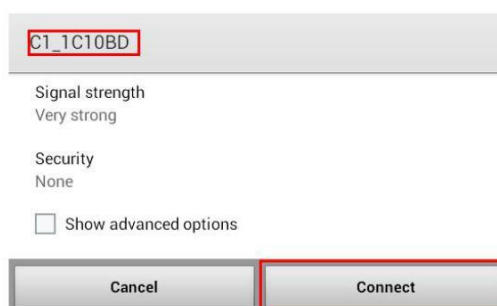 C1_1C10BD
Signal strength
Very strong
Security
None
Show advanced options
Cancel
Connect